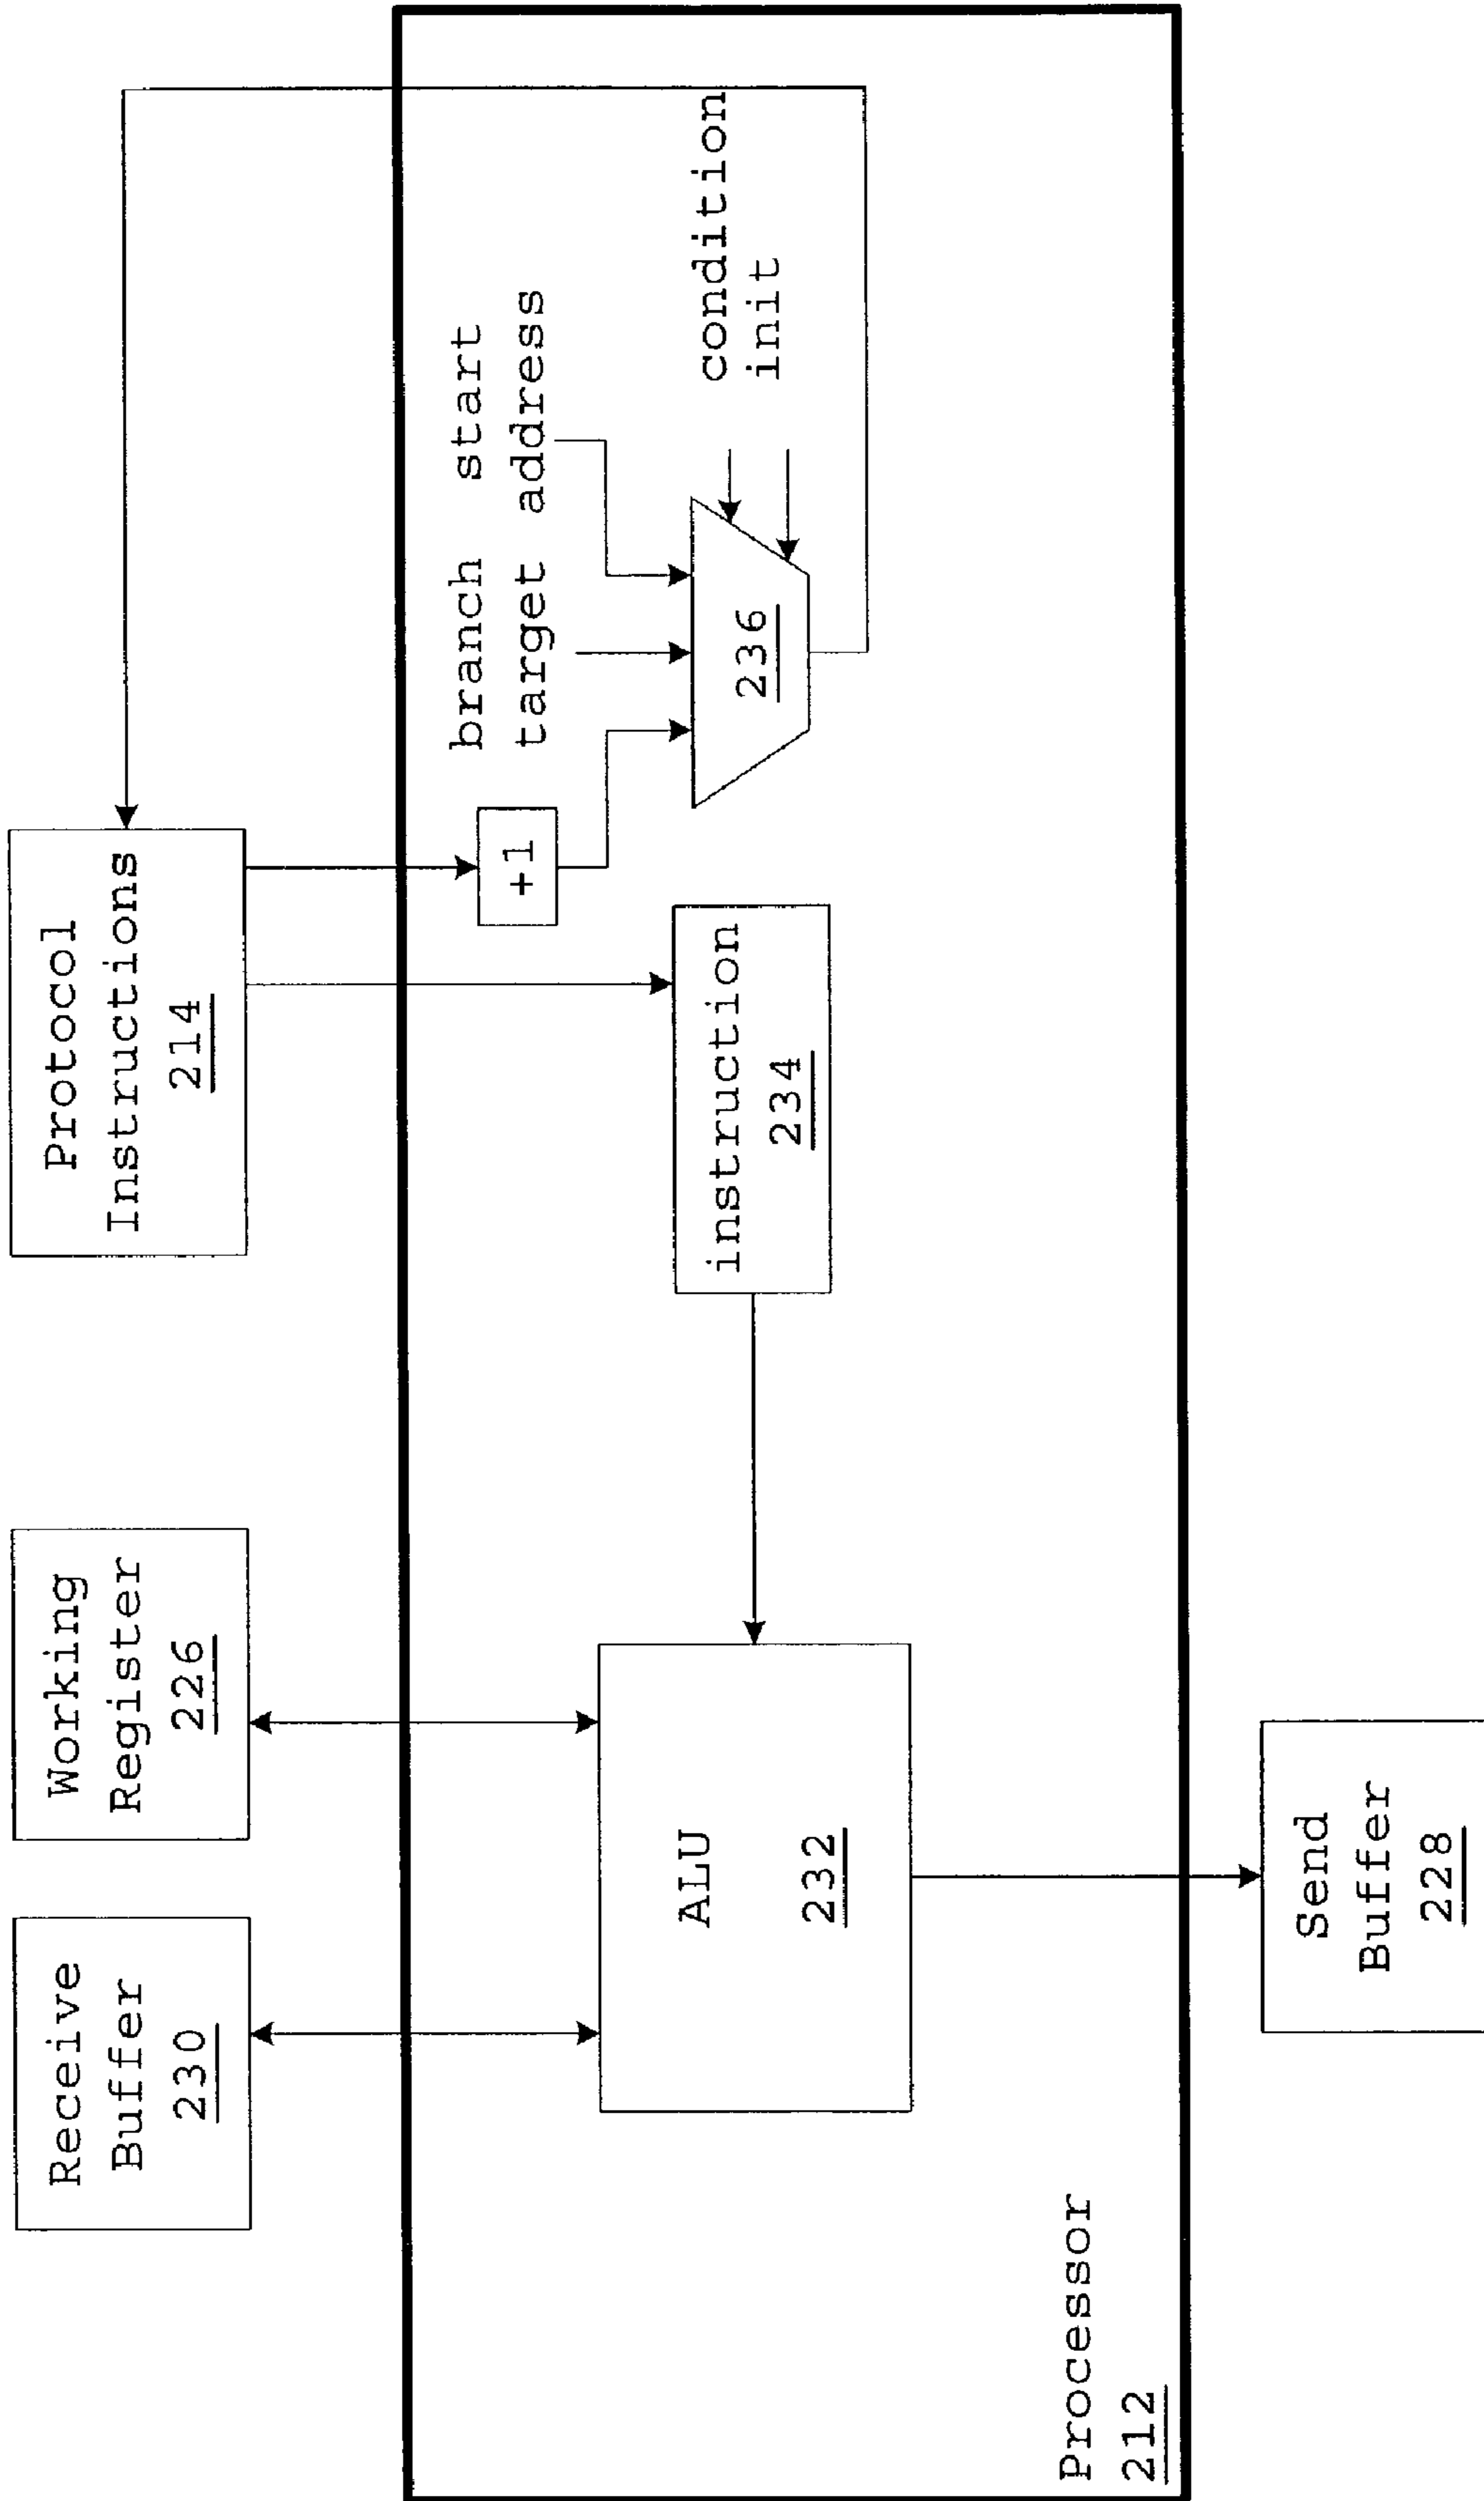 Receive
Buffer
230
Working
Register
226
Protocol
Instructions
214
+1
branch start
target address
condition
init
236
instruction
234
ALU
232
Processor
212
Send
Buffer
228